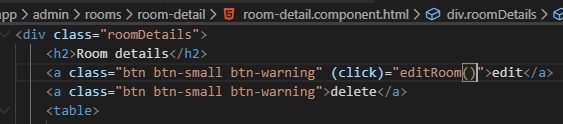 pp > admin > rooms > room-detail > room-detail.component.html > div.roomDetails
<div class="roomDetails">
<h2>Room details</h2>
<a class="btn btn-small btn-warning" (click)="editRoom()">edit</a>
<a class="btn btn-small btn-warning">delete</a>
<table>